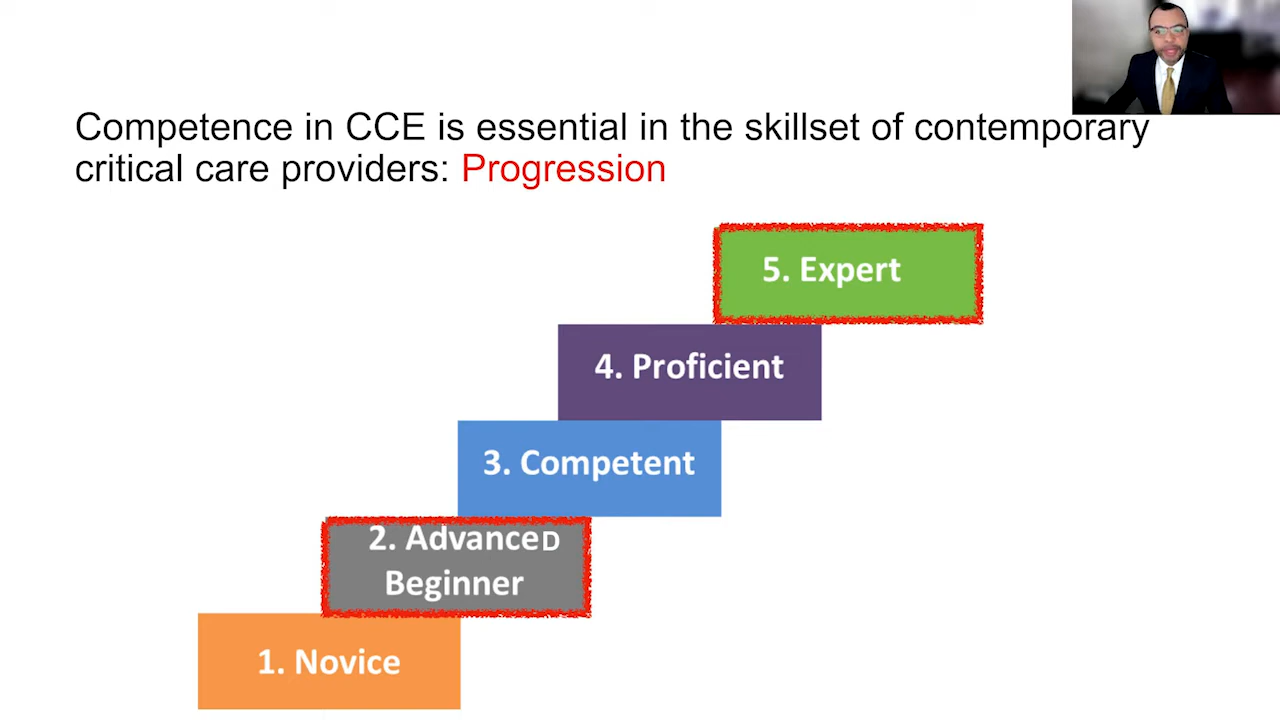 Competence in CCE is essential in the skillset of contemporary
critical care providers: Progression
5. Expert
4. Proficient
3. Competent
2. AdvanceD
Beginner
1. Novice